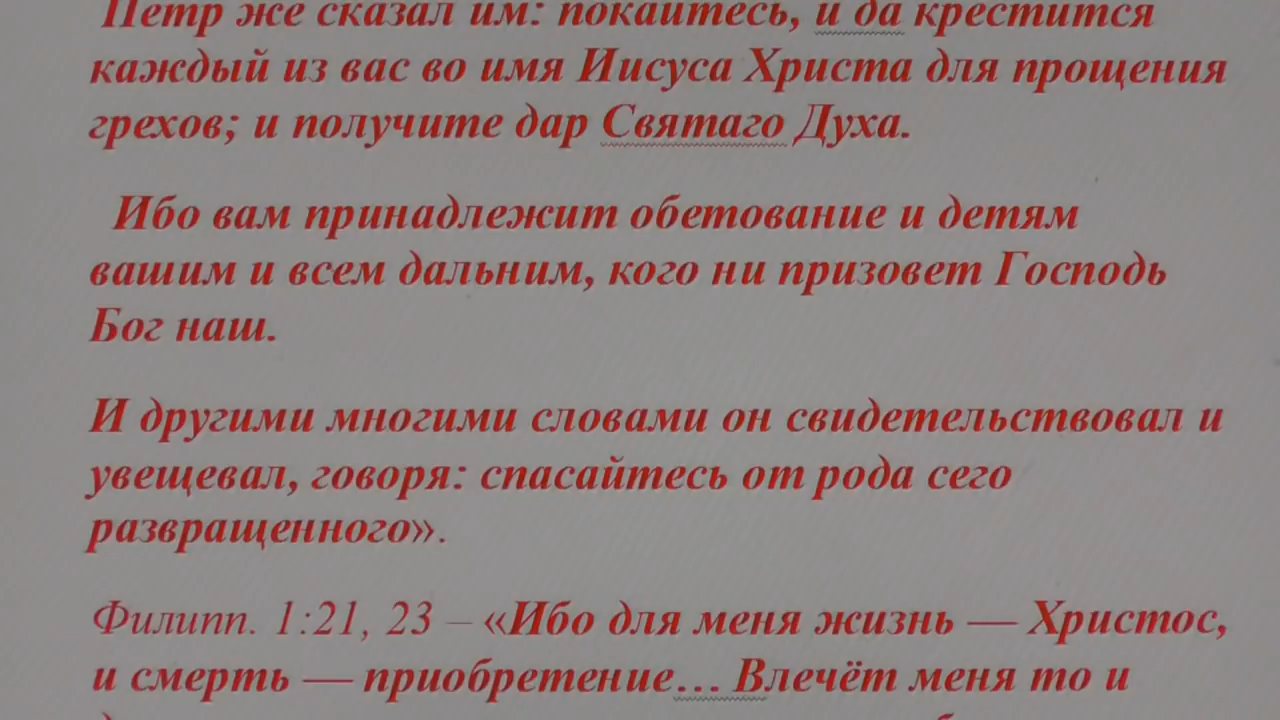 Петр же сказал им: покайтесь, и да крестится
каждый из вас во имя Иисуса Христа для прощения
грехов; и получите дар Святаго Духа.
Ибо вам принадлежит обетование и детям
вашим и всем дальним, кого ни призовет Господь
Бог наш.
И другими многими словами он свидетельствовал и
увещевал, говоря: спасайтесь от рода сего
развращенного».
Филипп. 1:21, 23 – «Ибо для меня жизнь — Христос,
и смерть — приобретение… Влечёт меня то и